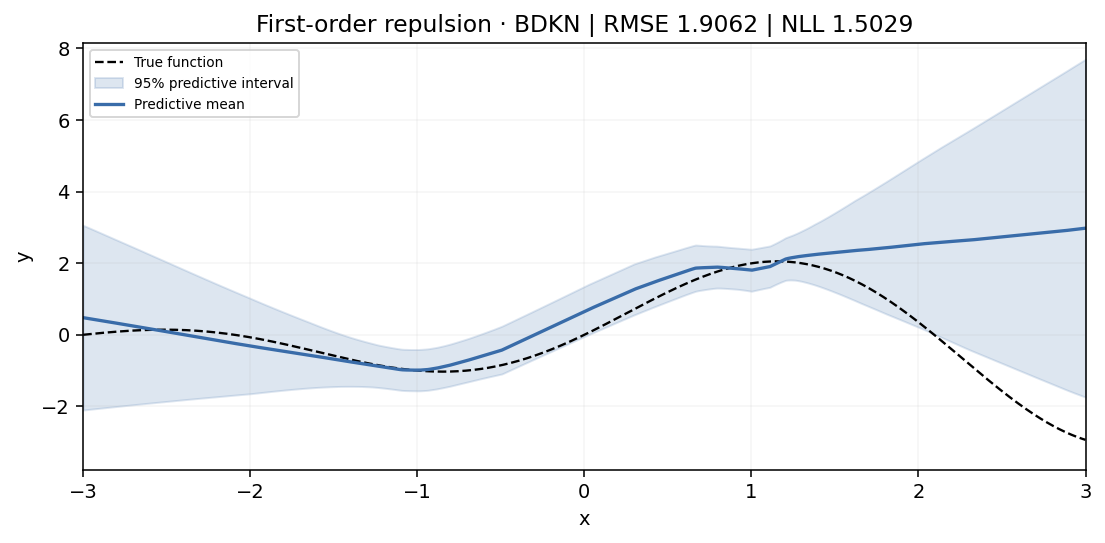 First-order repulsion · BDKN | RMSE 1.9062 | NLL 1.5029
True function
95% predictive interval
Predictive mean
8
6
4
2
0
−2
y
−3
−2
−1
0
1
2
3
x